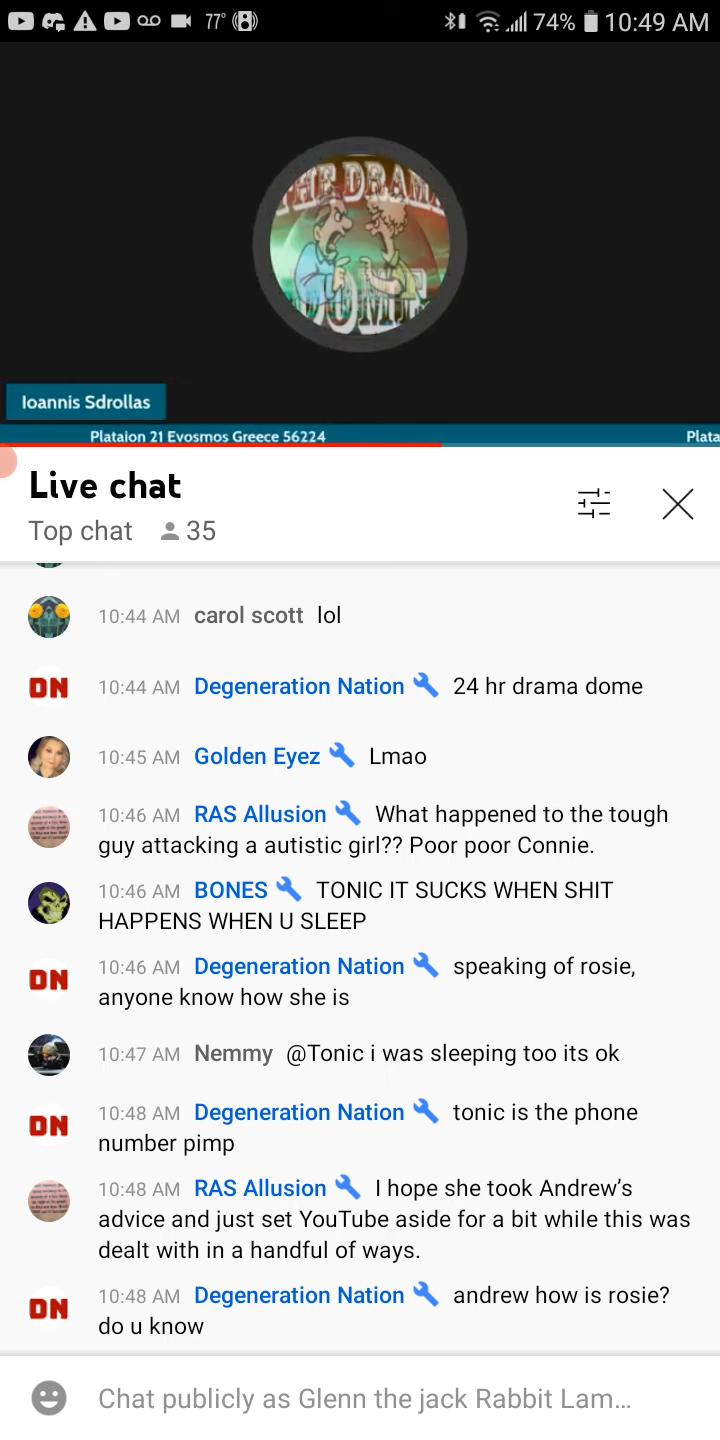 77° 74% 10:49 AM
THE DRAMA
DOME
Ioannis Sdrollas
Plataion 21 Evosmos Greece 56224 Plata
Live chat
Top chat 35
10:44 AM carol scott lol
DN 10:44 AM Degeneration Nation 24 hr drama dome
10:45 AM Golden Eyez Lmao
10:46 AM RAS Allusion What happened to the tough
guy attacking a autistic girl?? Poor poor Connie.
10:46 AM BONES TONIC IT SUCKS WHEN SHIT
HAPPENS WHEN U SLEEP
DN 10:46 AM Degeneration Nation speaking of rosie,
anyone know how she is
10:47 AM Nemmy @Tonic i was sleeping too its ok
DN 10:48 AM Degeneration Nation tonic is the phone
number pimp
10:48 AM RAS Allusion I hope she took Andrew's
advice and just set YouTube aside for a bit while this was
dealt with in a handful of ways.
DN 10:48 AM Degeneration Nation andrew how is rosie?
do u know
Chat publicly as Glenn the jack Rabbit Lam...